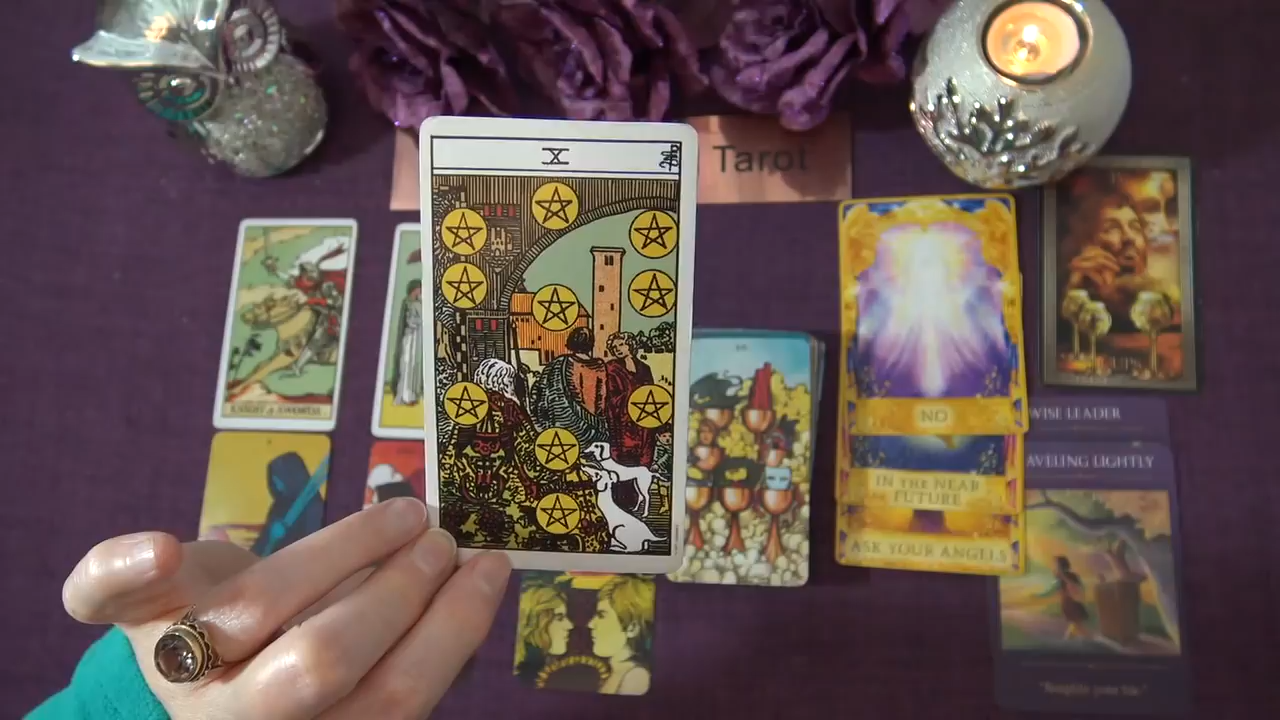 X
Tarot
KNIGHT of SWORDS
NO
IN THE NEAR
FUTURE
ASK YOUR ANGELS
WISE LEADER
AVELING LIGHTLY